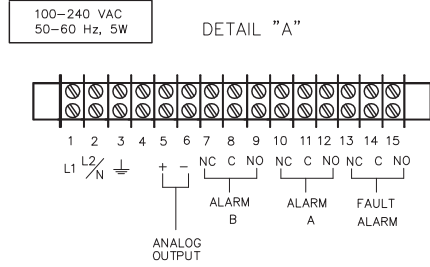 100-240 VAC
50-60 Hz, 5W
DETAIL "A"
1 2 3 4 5 6 7 8 9 10 11 12 13 14 15
L1 L2/N + - NC C NO NC C NO NC C NO
ALARM B
ALARM A
FAULT ALARM
ANALOG OUTPUT